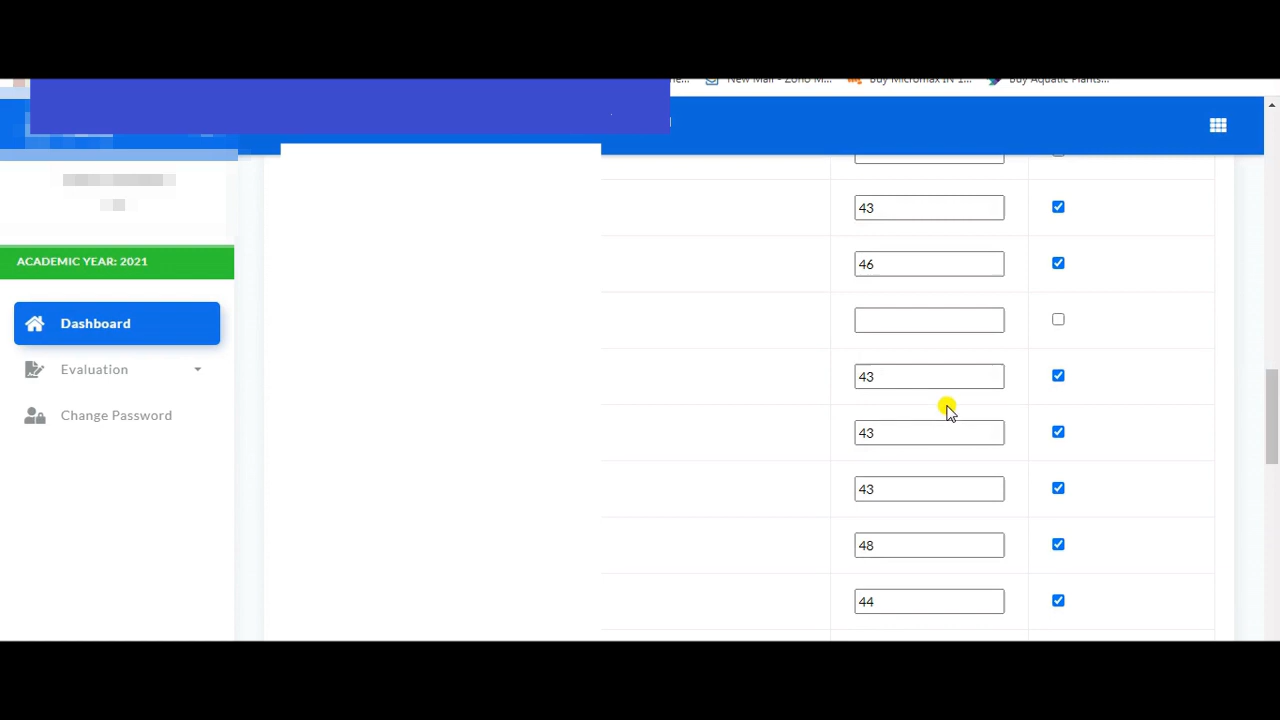 New Mail - Zoho M...
Buy Micromax IN 1...
Buy Aquatic Plants...
ACADEMIC YEAR: 2021
Dashboard
Evaluation
Change Password
43
46
43
43
43
48
44